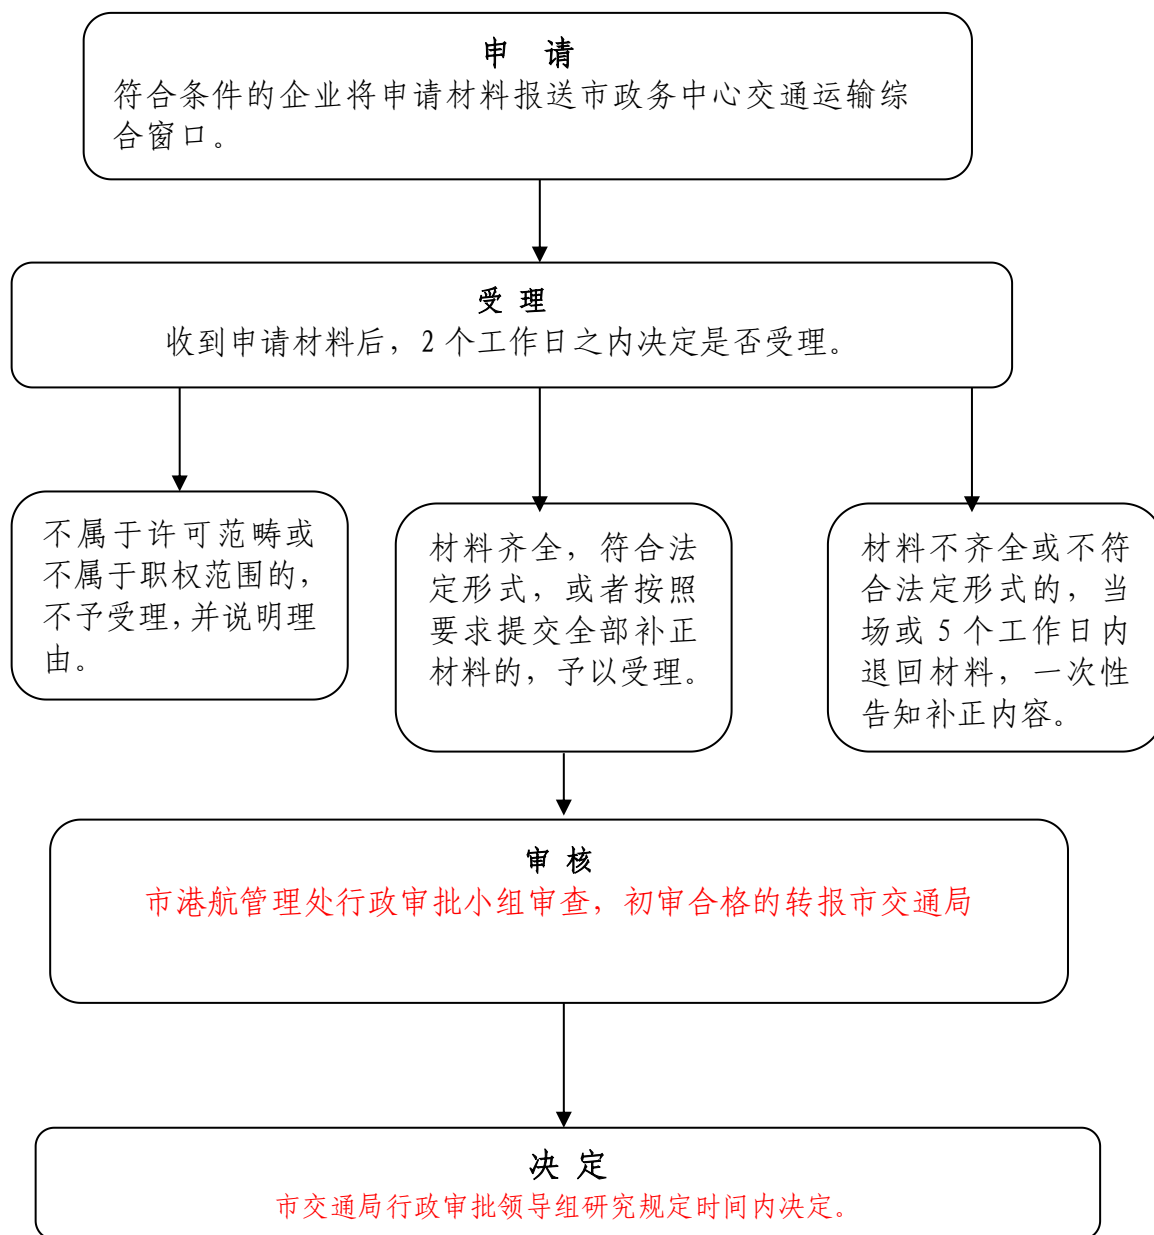 申 请
符合条件的企业将申请材料报送市政务中心交通运输综
合窗口。
受 理
收到申请材料后，2 个工作日之内决定是否受理。
不属于许可范畴或
不属于职权范围的，
不予受理，并说明理
由。
材料齐全，符合法
定形式，或者按照
要求提交全部补正
材料的，予以受理。
材料不齐全或不符
合法定形式的，当
场或 5 个工作日内
退回材料，一次性
告知补正内容。
审 核
市港航管理处行政审批小组审查，初审合格的转报市交通局
决 定
市交通局行政审批领导组研究规定时间内决定。